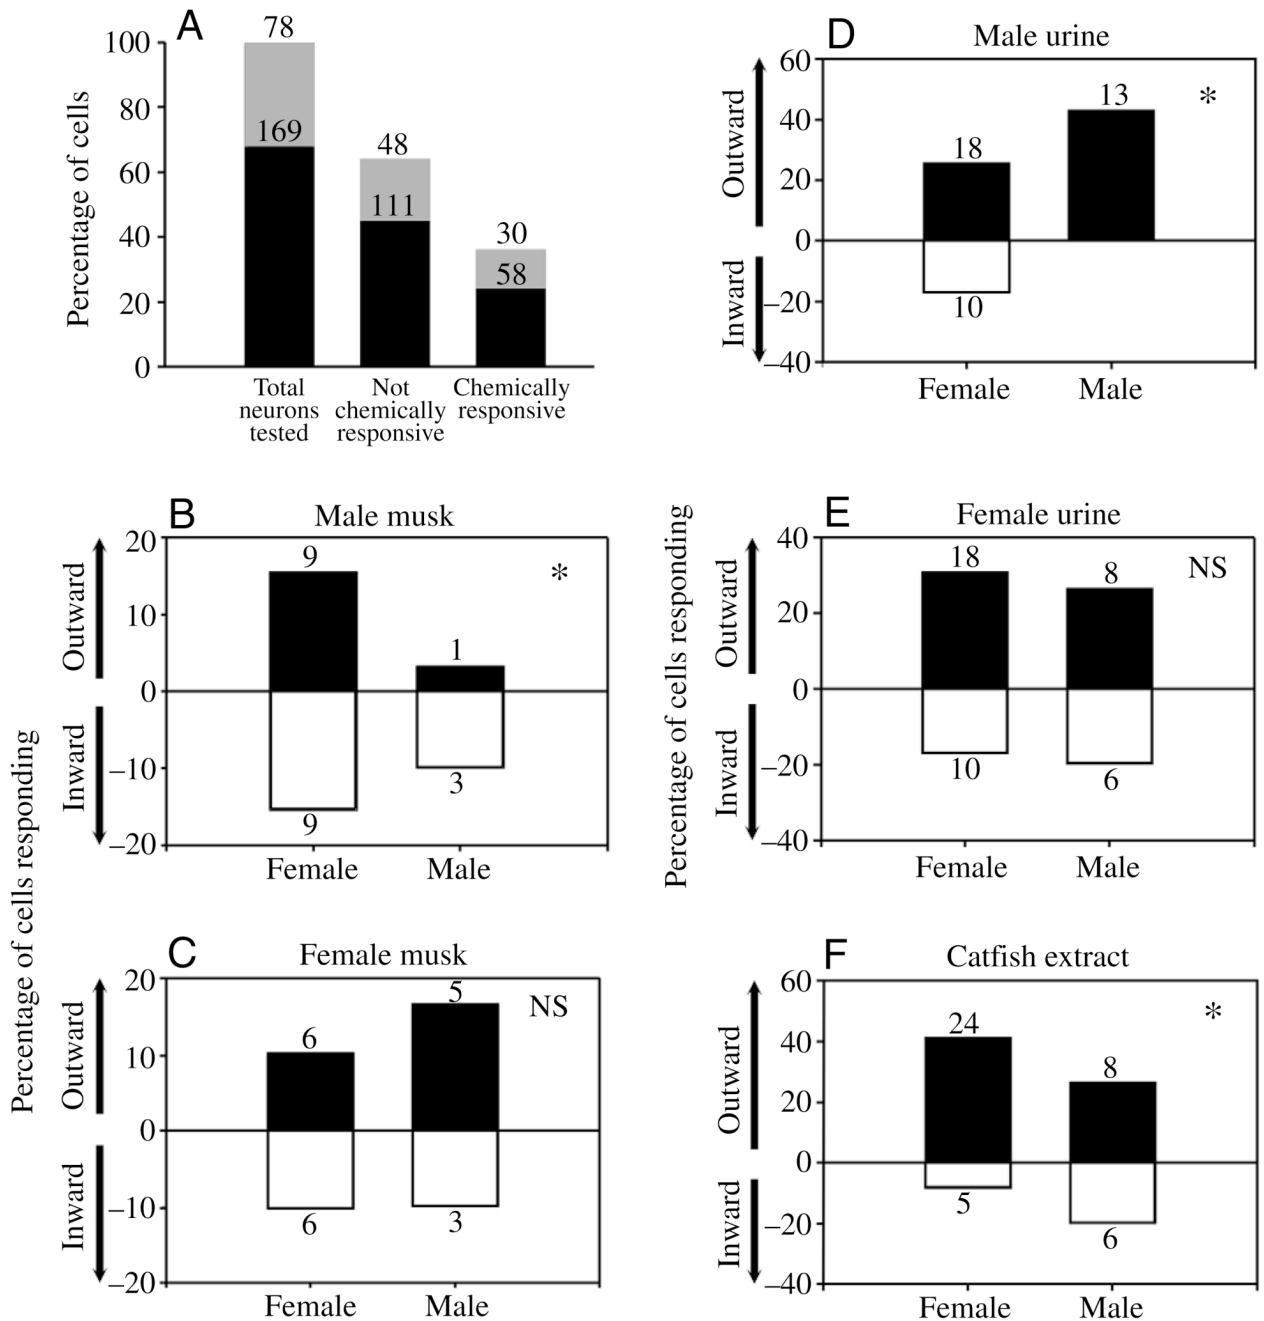 A
78
100
80
60
40
20
0
Percentage of cells
169
48
111
30
58
Total
neurons
tested
Not
chemically
responsive
Chemically
responsive
D
Male urine
60
40
20
0
–20
–40
Outward
Inward
18
13
*
10
Female
Male
B
Male musk
20
10
0
–10
–20
Outward
Inward
9
1
*
9
3
Female
Male
Percentage of cells responding
E
Female urine
40
20
0
–20
–40
Outward
Inward
18
8
NS
10
6
Female
Male
Percentage of cells responding
C
Female musk
20
10
0
–10
–20
Outward
Inward
6
5
NS
6
3
Female
Male
F
Catfish extract
60
40
20
0
–20
–40
Outward
Inward
24
8
*
5
6
Female
Male